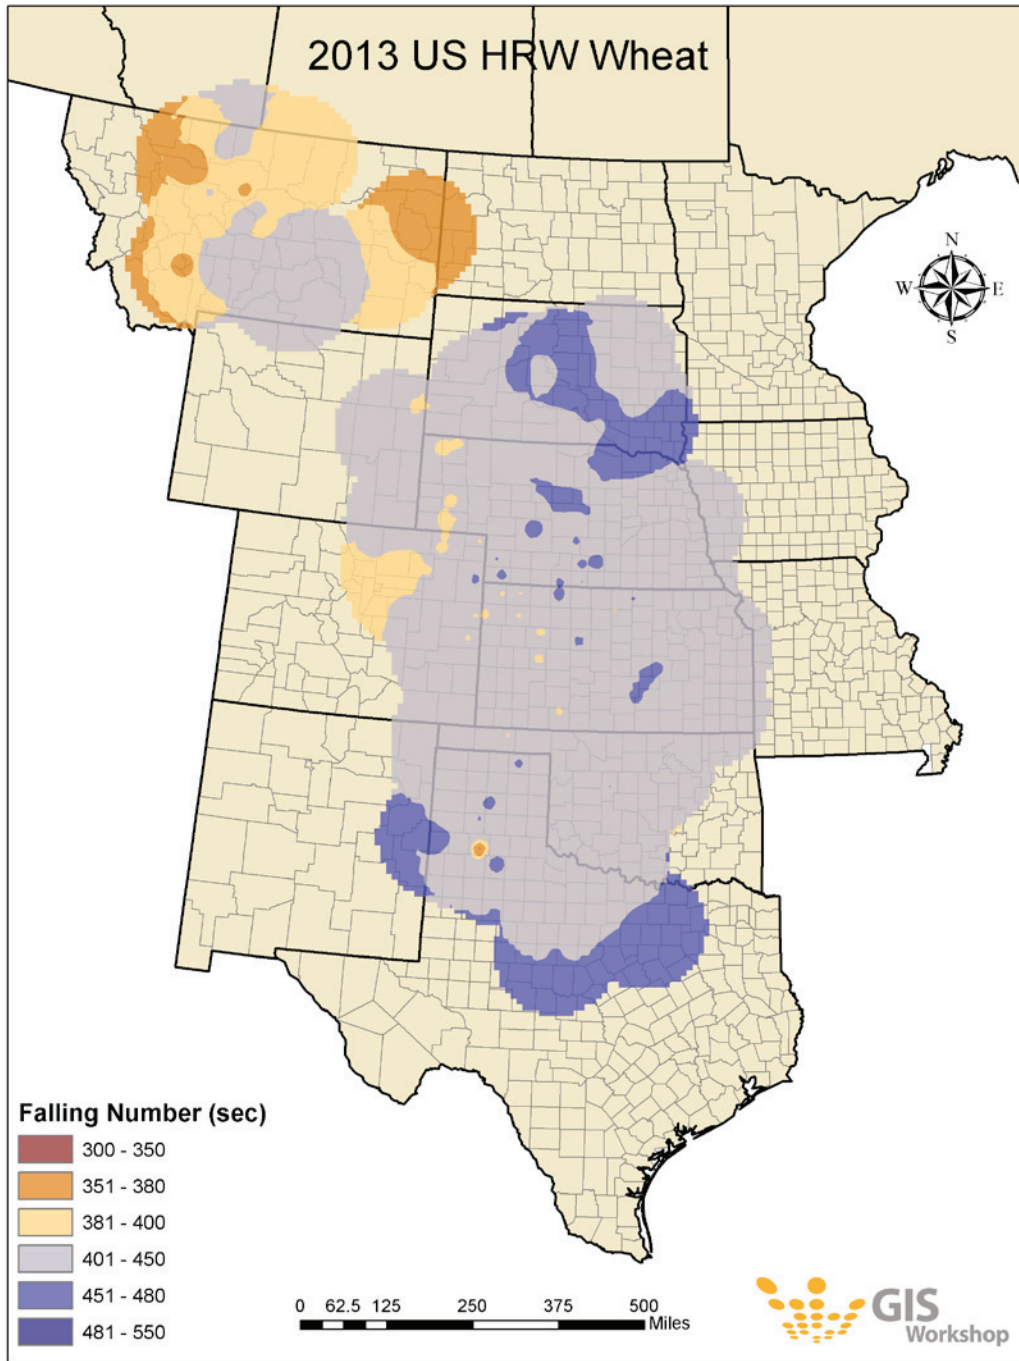 2013 US HRW Wheat
N
W E
S
Falling Number (sec)
300 - 350
351 - 380
381 - 400
401 - 450
451 - 480
481 - 550
0 62.5 125 250 375 500
Miles
GIS
Workshop